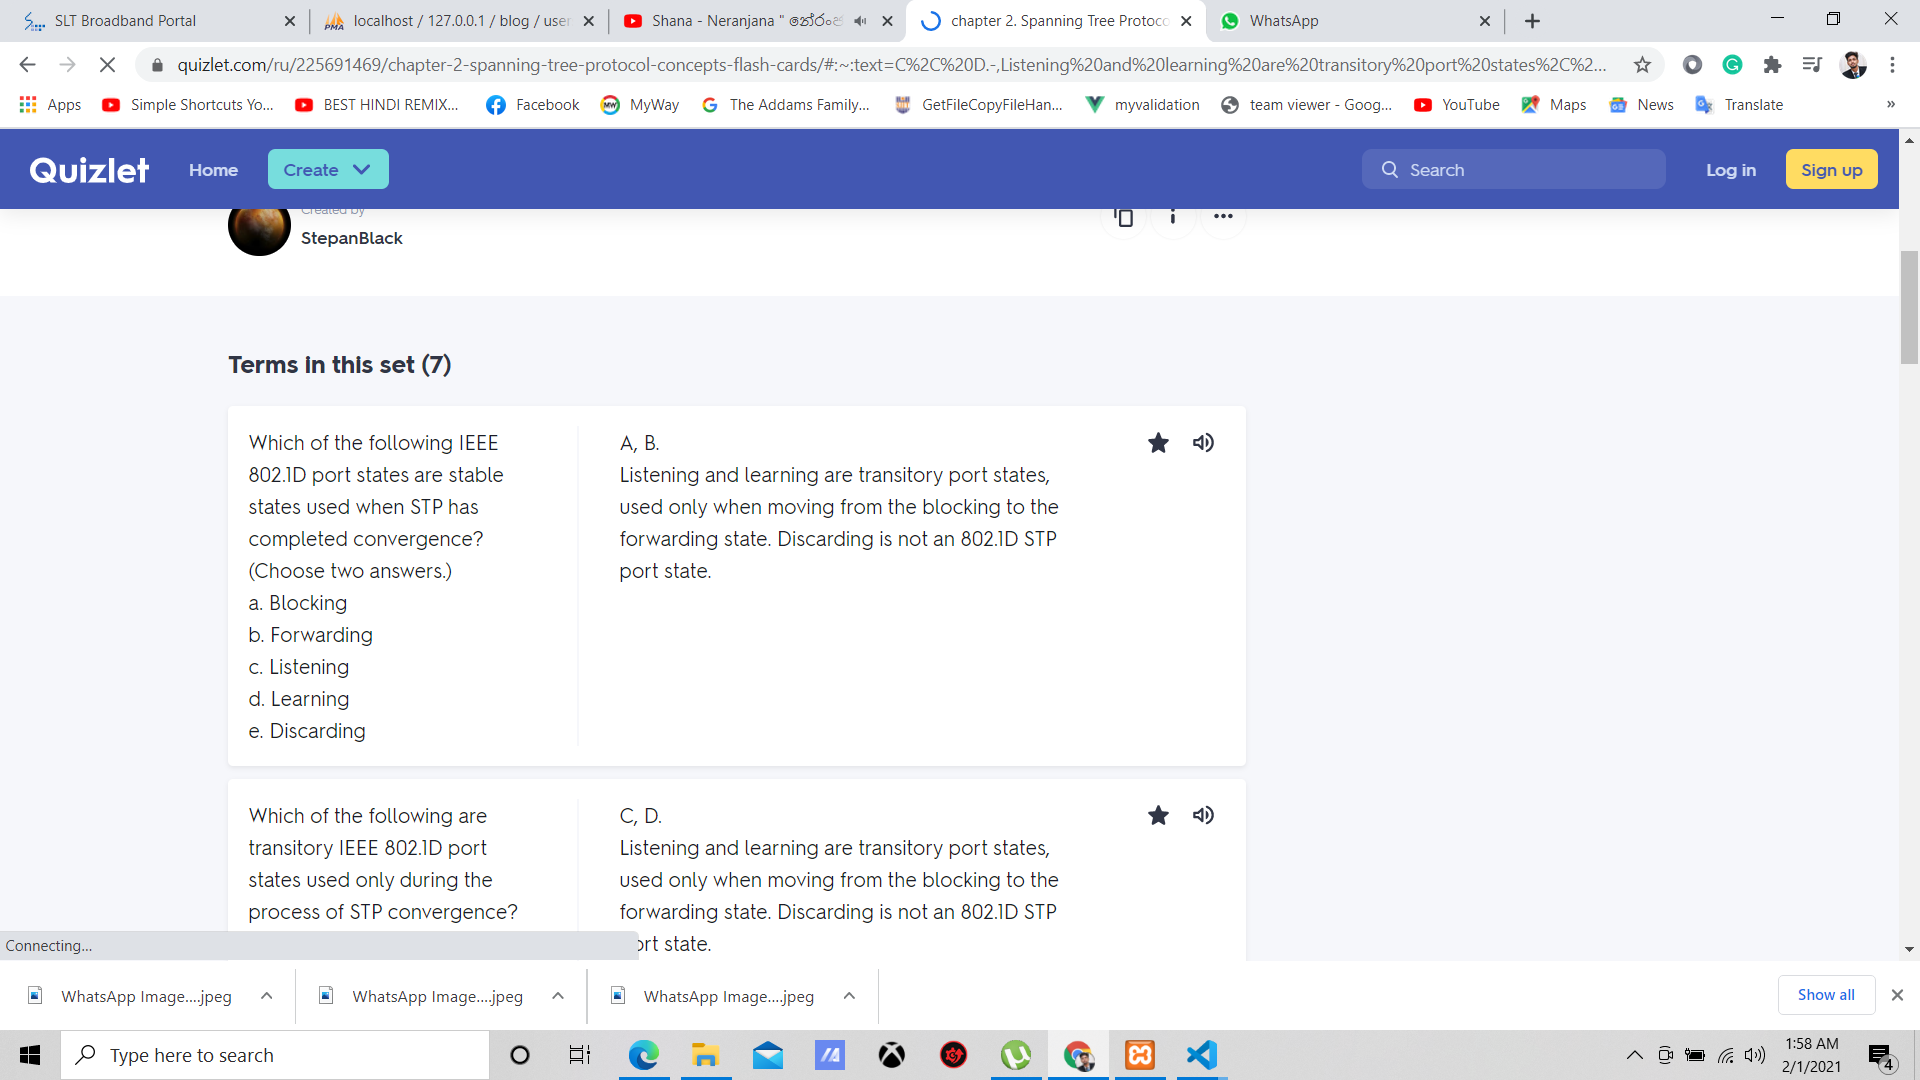 SLT Broadband Portal
localhost / 127.0.0.1 / blog / user
Shana - Neranjana "
chapter 2. Spanning Tree Protoco
WhatsApp
quizlet.com/ru/225691469/chapter-2-spanning-tree-protocol-concepts-flash-cards/#:~:text=C%2C%20D.-,Listening%20and%20learning%20are%20transitory%20port%20states%2C%2...
Apps
Simple Shortcuts Yo...
BEST HINDI REMIX...
Facebook
MyWay
The Addams Family...
GetFileCopyFileHan...
myvalidation
team viewer - Goog...
YouTube
Maps
News
Translate
»
Quizlet
Home
Create
Search
Log in
Sign up
Created by
StepanBlack
Terms in this set (7)
Which of the following IEEE
802.1D port states are stable
states used when STP has
completed convergence?
(Choose two answers.)
a. Blocking
b. Forwarding
c. Listening
d. Learning
e. Discarding
A, B.
Listening and learning are transitory port states,
used only when moving from the blocking to the
forwarding state. Discarding is not an 802.1D STP
port state.
Which of the following are
transitory IEEE 802.1D port
states used only during the
process of STP convergence?
C, D.
Listening and learning are transitory port states,
used only when moving from the blocking to the
forwarding state. Discarding is not an 802.1D STP
ort state.
Connecting...
WhatsApp Image....jpeg
WhatsApp Image....jpeg
WhatsApp Image....jpeg
Show all
Type here to search
1:58 AM
2/1/2021
4